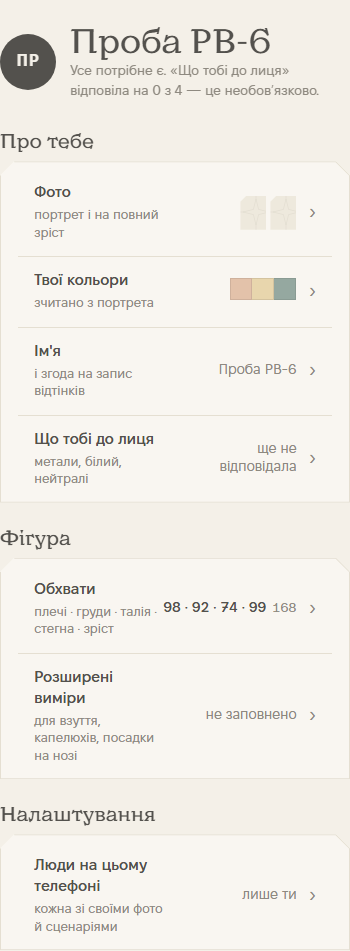 ПР
Проба РВ-6
Усе потрібне є. «Що тобі до лиця»
відповіла на 0 з 4 — це необов'язково.
Про тебе
Фото
портрет і на повний
зріст
Твої кольори
зчитано з портрета
Ім'я
і згода на запис
відтінків
Проба РВ-6
Що тобі до лиця
метали, білий,
нейтралі
ще не
відповідала
Фігура
Обхвати
плечі · груди · талія ·
стегна · зріст
98 · 92 · 74 · 99 168
Розширені
виміри
для взуття,
капелюхів, посадки
на нозі
не заповнено
Налаштування
Люди на цьому
телефоні
кожна зі своїми фото
й сценаріями
лише ти